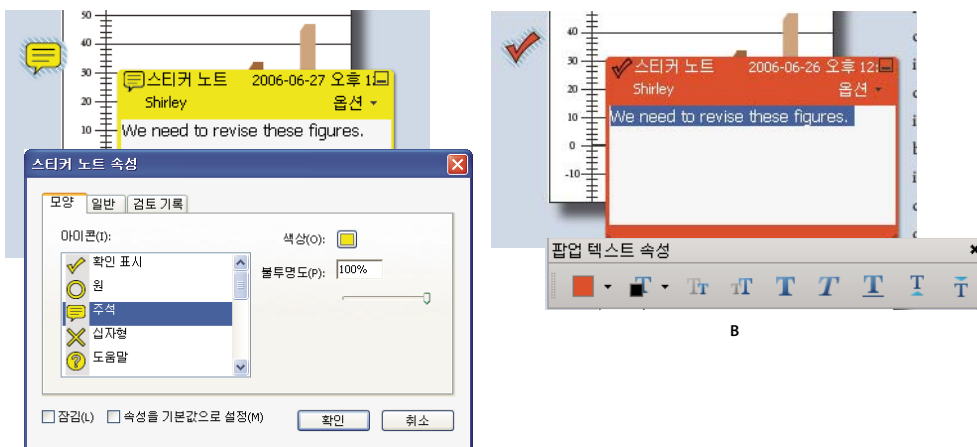 50
40
30
20
10
스티커 노트 2006-06-27 오후 1
Shirley 옵션
We need to revise these figures.
스티커 노트 속성
모양 일반 검토 기록
아이콘(I):
확인 표시
원
주석
십자형
도움말
색상(O):
불투명도(P): 100%
잠김(L) 속성을 기본값으로 설정(M)
확인 취소
40
30
20
10
0
-10
스티커 노트 2006-06-26 오후 12:
Shirley 옵션
We need to revise these figures.
팝업 텍스트 속성
T TT TT T T T T T
B